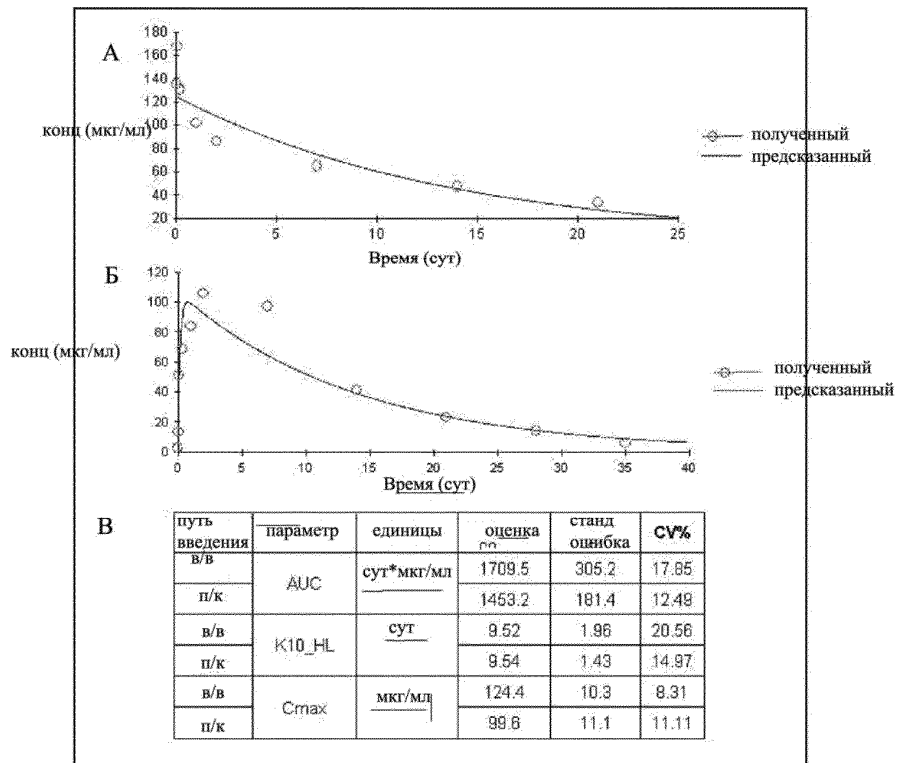 А
180
160
140
120
100
80
60
40
20
конц (мкг/мл)
0 5 10 15 20 25
Время (сут)
полученный
предсказанный
Б
120
100
80
60
40
20
0
конц (мкг/мл)
0 5 10 15 20 25 30 35 40
Время (сут)
полученный
предсказанный
В
путь введения параметр единицы оценка станд ошибка CV%
в/в AUC сут*мкг/мл 1709.5 305.2 17.85
п/к 1453.2 181.4 12.49
в/в K10_HL сут 9.52 1.96 20.56
п/к 9.54 1.43 14.97
в/в Cmax мкг/мл 124.4 10.3 8.31
п/к 99.6 11.1 11.11